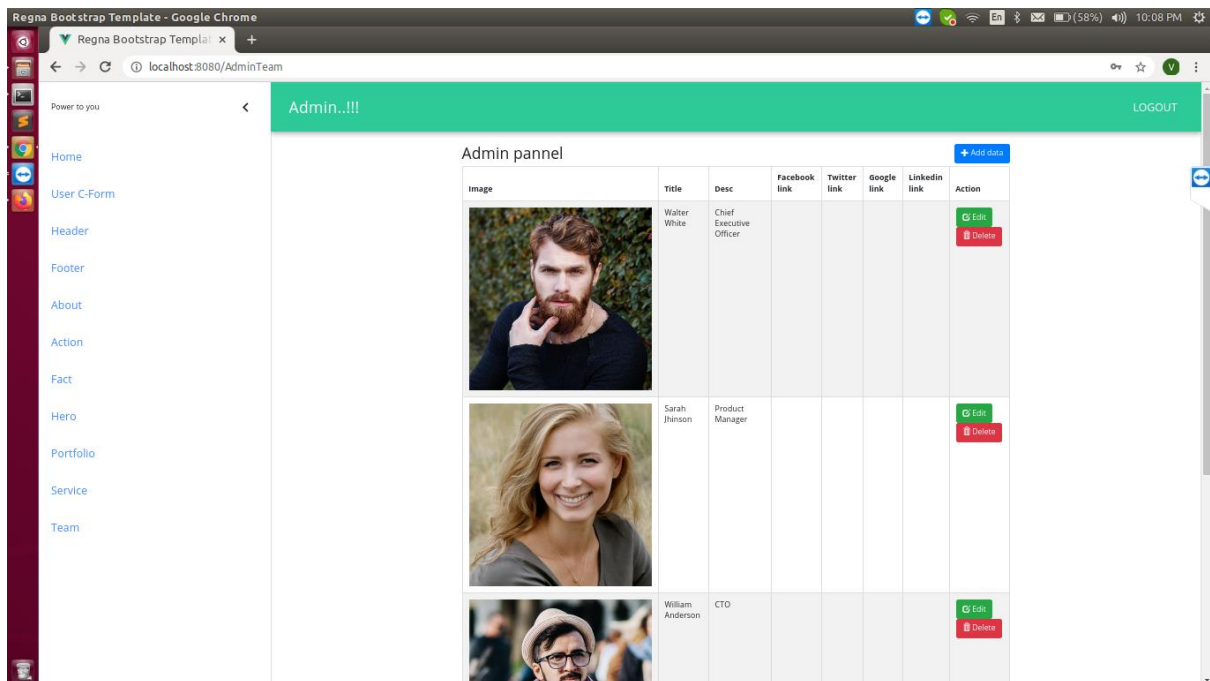 Regna Bootstrap Template - Google Chrome
En
(58%)
10:08 PM
Regna Bootstrap Templat
localhost:8080/AdminTeam
V
Power to you
Admin..!!!
LOGOUT
Home
User C-Form
Header
Footer
About
Action
Fact
Hero
Portfolio
Service
Team
Admin pannel
Add data
Image
Title
Desc
Facebook
link
Twitter
link
Google
link
Linkedin
link
Action
Walter
White
Chief
Executive
Officer
Edit
Delete
Sarah
Jhinson
Product
Manager
Edit
Delete
William
Anderson
CTO
Edit
Delete